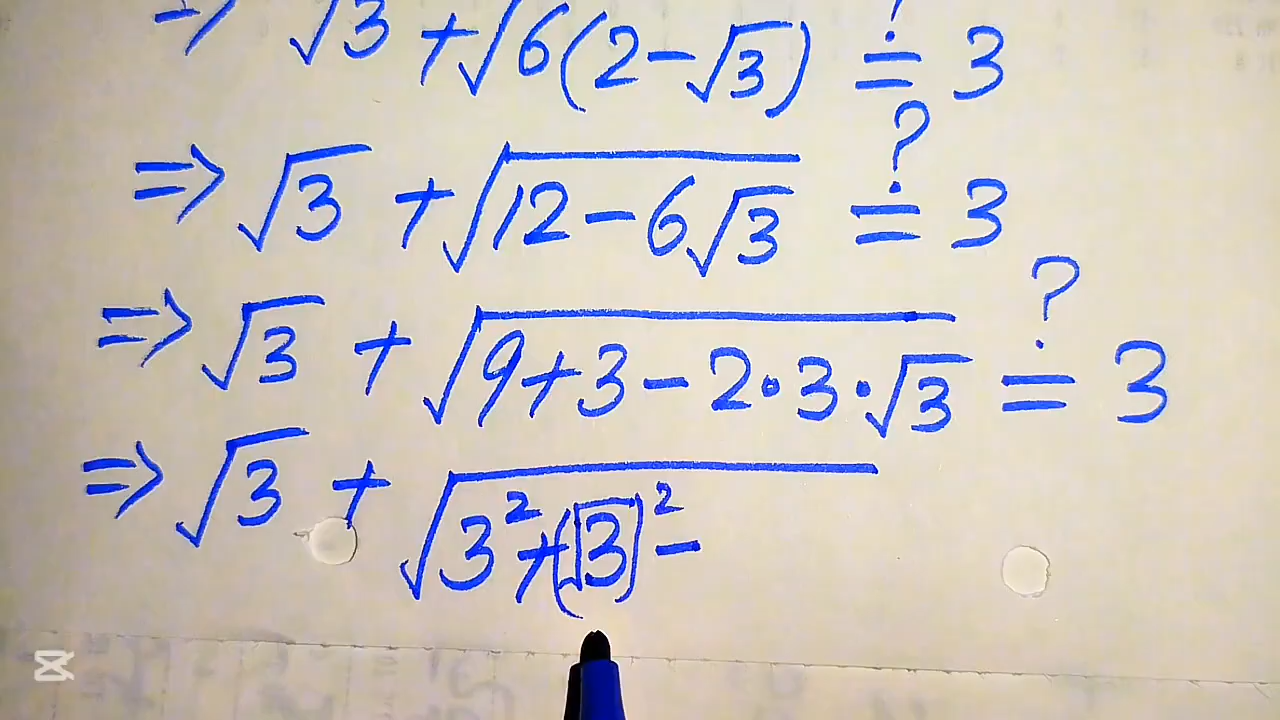 ⇒ √3 + √6(2-√3) ≟ 3
⇒ √3 + √(12-6√3) ≟ 3
⇒ √3 + √(9+3-2·3·√3) ≟ 3
⇒ √3 + √(3²+(√3)²-